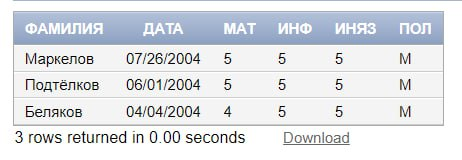 ФАМИЛИЯ ДАТА МАТ ИНФ ИНЯЗ ПОЛ
Маркелов 07/26/2004 5 5 5 М
Подтёлков 06/01/2004 5 5 5 М
Беляков 04/04/2004 4 5 5 М
3 rows returned in 0.00 seconds Download